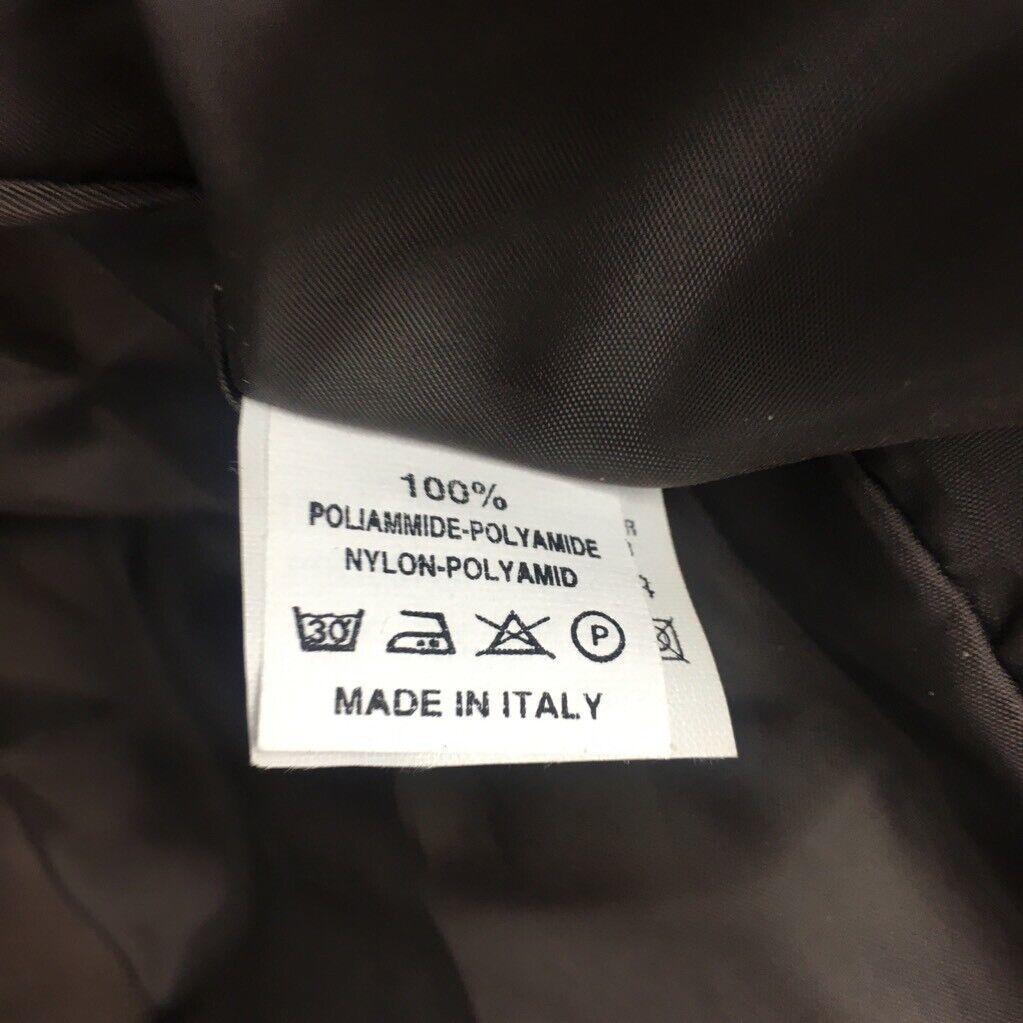 100%
POLIAMMIDE-POLYAMIDE
NYLON-POLYAMID
30 P
MADE IN ITALY
R